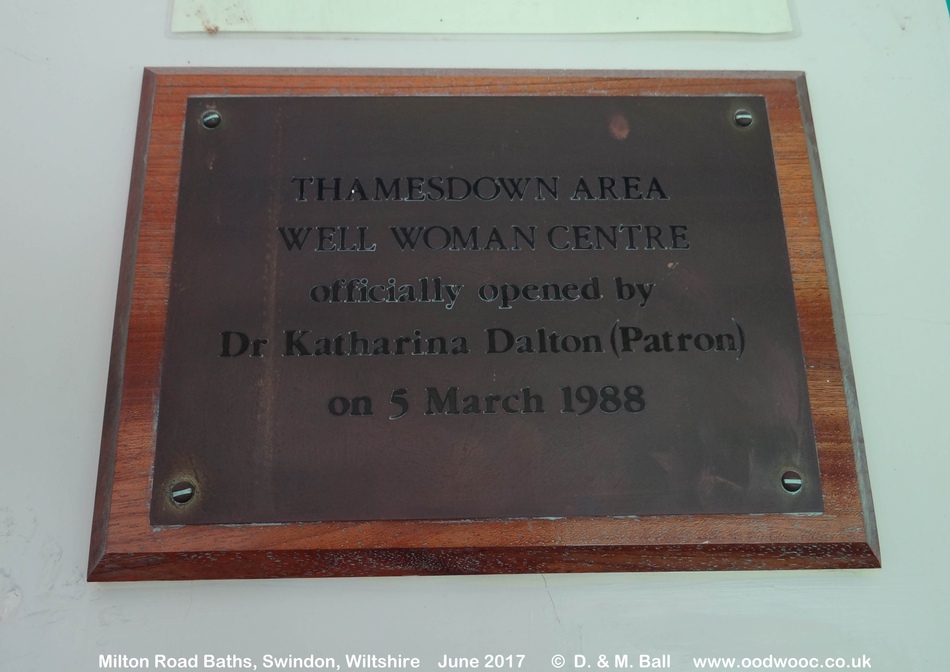 THAMESDOWN AREA
WELL WOMAN CENTRE
officially opened by
Dr Katharina Dalton (Patron)
on 5 March 1988
Milton Road Baths, Swindon, Wiltshire June 2017 © D. & M. Ball www.oodwooc.co.uk